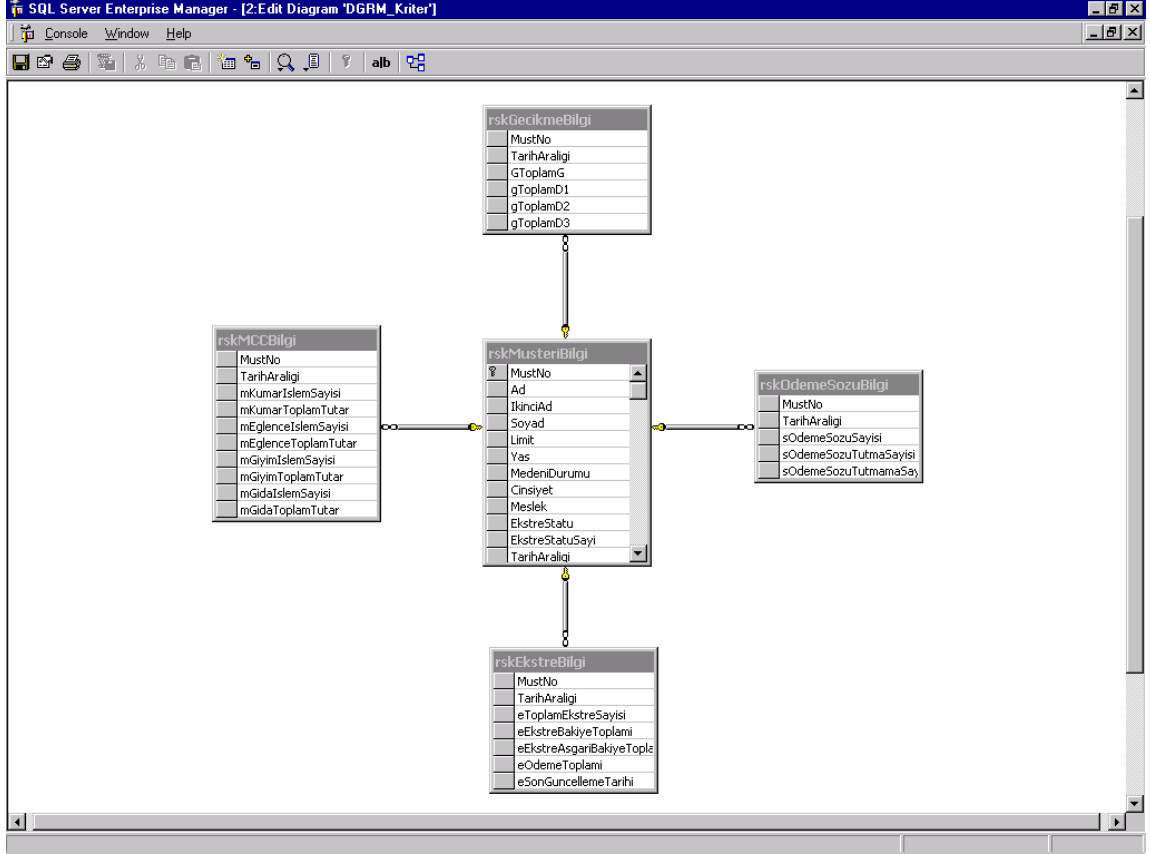 SQL Server Enterprise Manager - [2:Edit Diagram 'DGRM_Kriter']
Console Window Help
a|b
rskGecikmeBilgi
MustNo
TarihAraligi
GToplamG
gToplamD1
gToplamD2
gToplamD3
rskMCCBilgi
MustNo
TarihAraligi
mKumarIslemSayisi
mKumarToplamTutar
mEglenceIslemSayisi
mEglenceToplamTutar
mGiyimIslemSayisi
mGiyimToplamTutar
mGidaIslemSayisi
mGidaToplamTutar
rskMusteriBilgi
MustNo
Ad
IkinciAd
Soyad
Limit
Yas
MedeniDurumu
Cinsiyet
Meslek
EkstreStatu
EkstreStatuSayi
TarihAraligi
rskOdemeSozuBilgi
MustNo
TarihAraligi
sOdemeSozuSayisi
sOdemeSozuTutmaSayisi
sOdemeSozuTutmamaSay
rskEkstreBilgi
MustNo
TarihAraligi
eToplamEkstreSayisi
eEkstreBakiyeToplami
eEkstreAsgariBakiyeTopla
eOdemeToplami
eSonGuncellemeTarihi